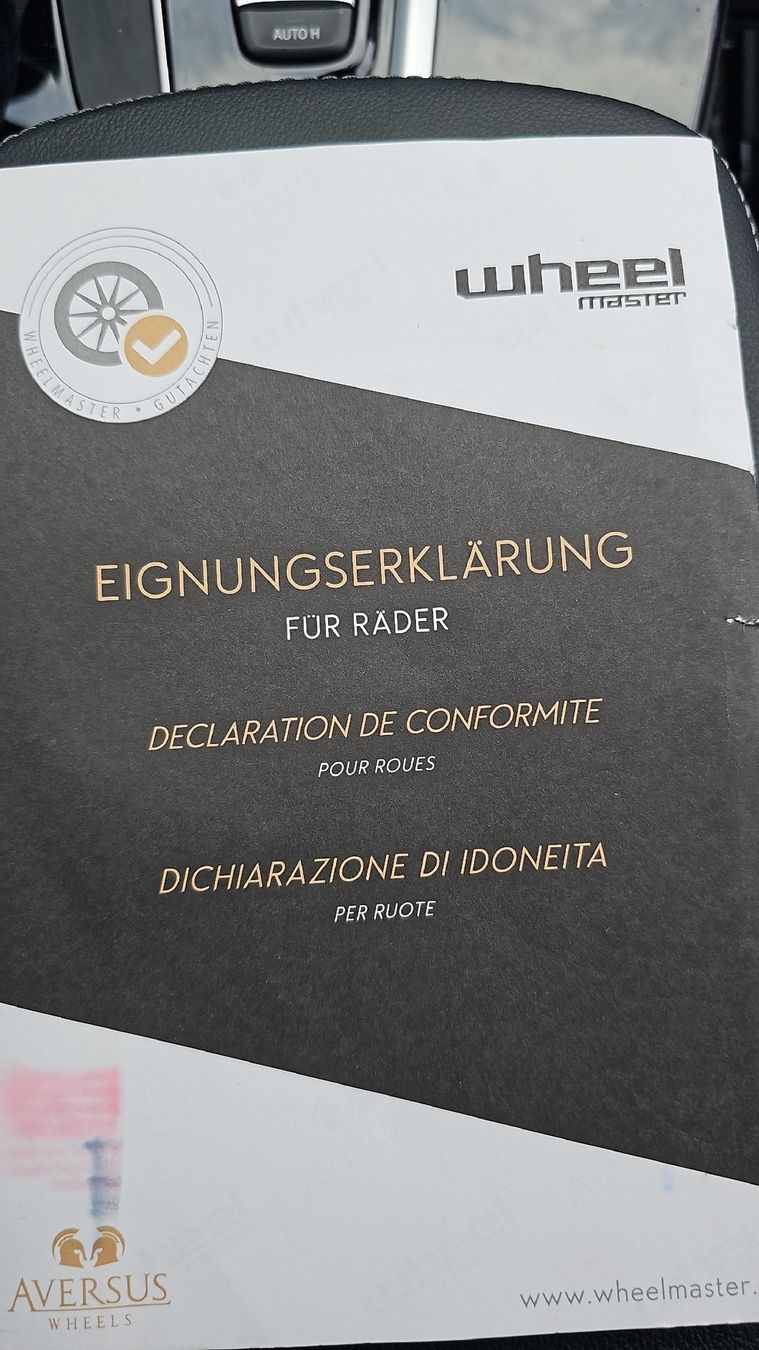 AUTO H
wheel
master
WHEELMASTER • GUTACHTEN
EIGNUNGSERKLÄRUNG
FÜR RÄDER
DECLARATION DE CONFORMITE
POUR ROUES
DICHIARAZIONE DI IDONEITA
PER RUOTE
AVERSUS
WHEELS
www.wheelmaster.